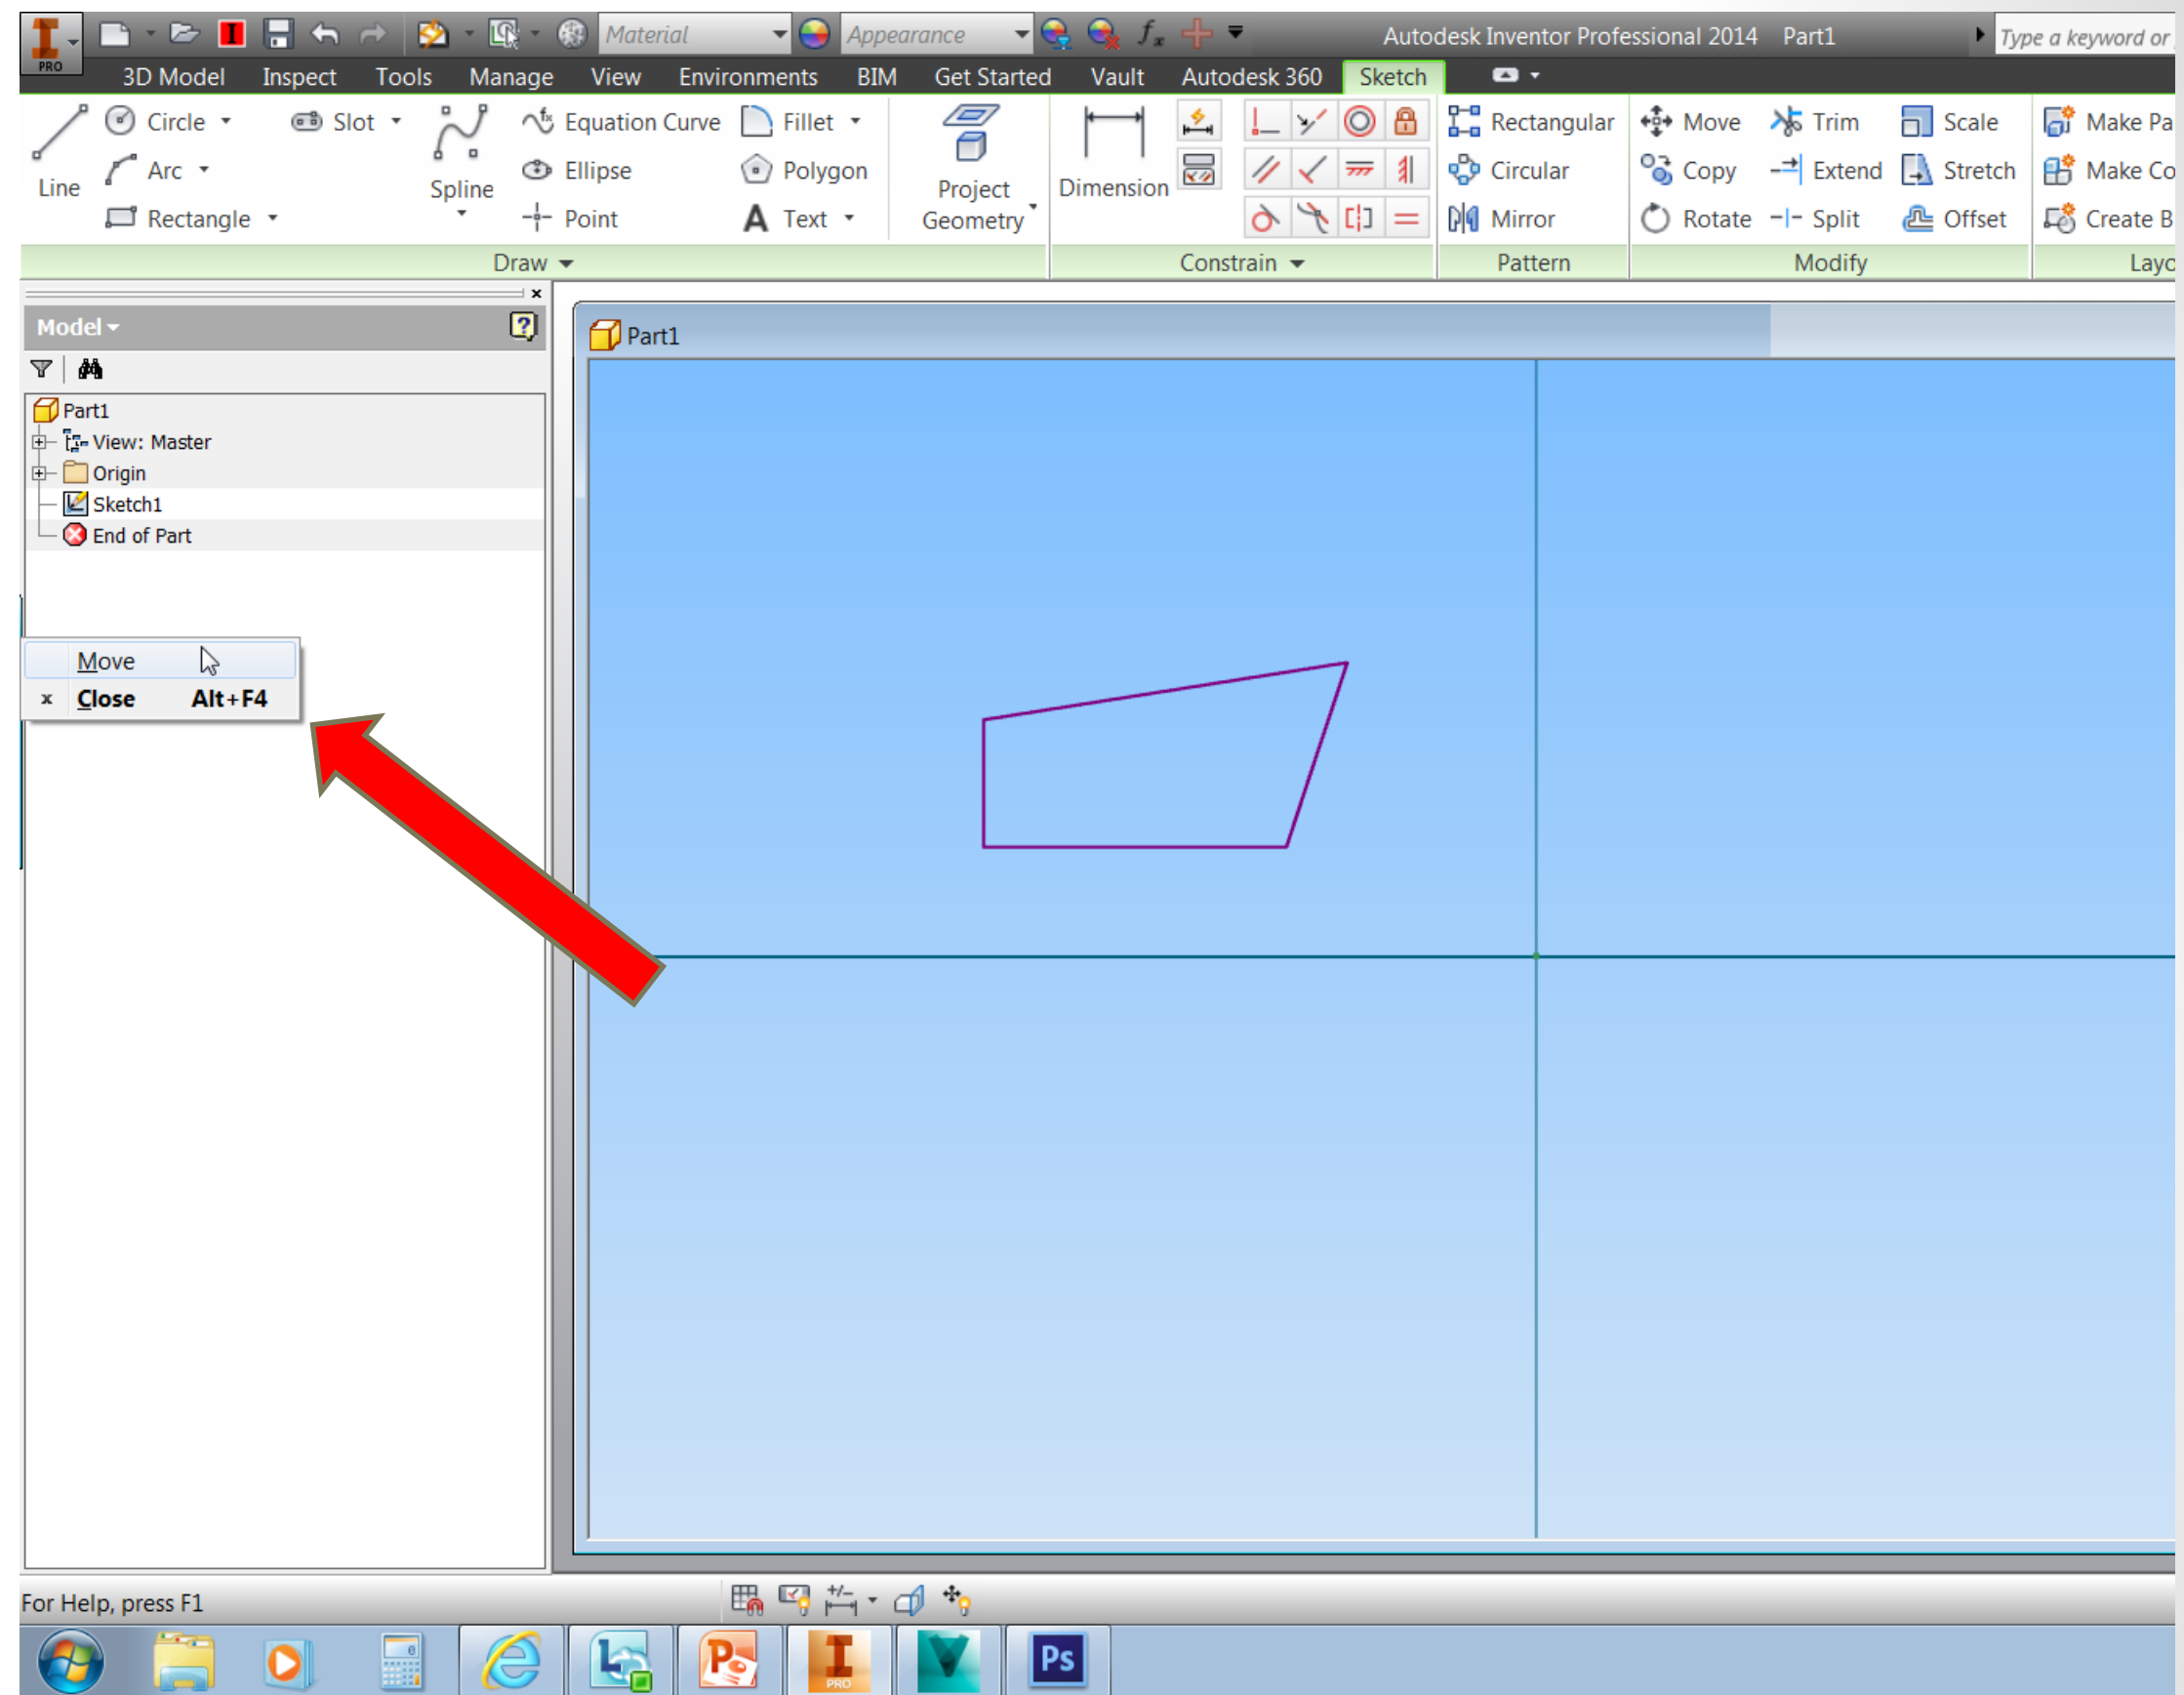 Material Appearance fx Autodesk Inventor Professional 2014 Part1 Type a keyword or
PRO 3D Model Inspect Tools Manage View Environments BIM Get Started Vault Autodesk 360 Sketch
Circle Slot Equation Curve Fillet Rectangular Move Trim Scale Make Pa
Line Arc Spline Ellipse Polygon Project Geometry Dimension Circular Copy Extend Stretch Make Co
Rectangle Point A Text Mirror Rotate Split Offset Create B
Draw Constrain Pattern Modify Layo
Model
Part1
Part1
View: Master
Origin
Sketch1
End of Part
Move
x Close Alt+F4
For Help, press F1
Ps
PRO